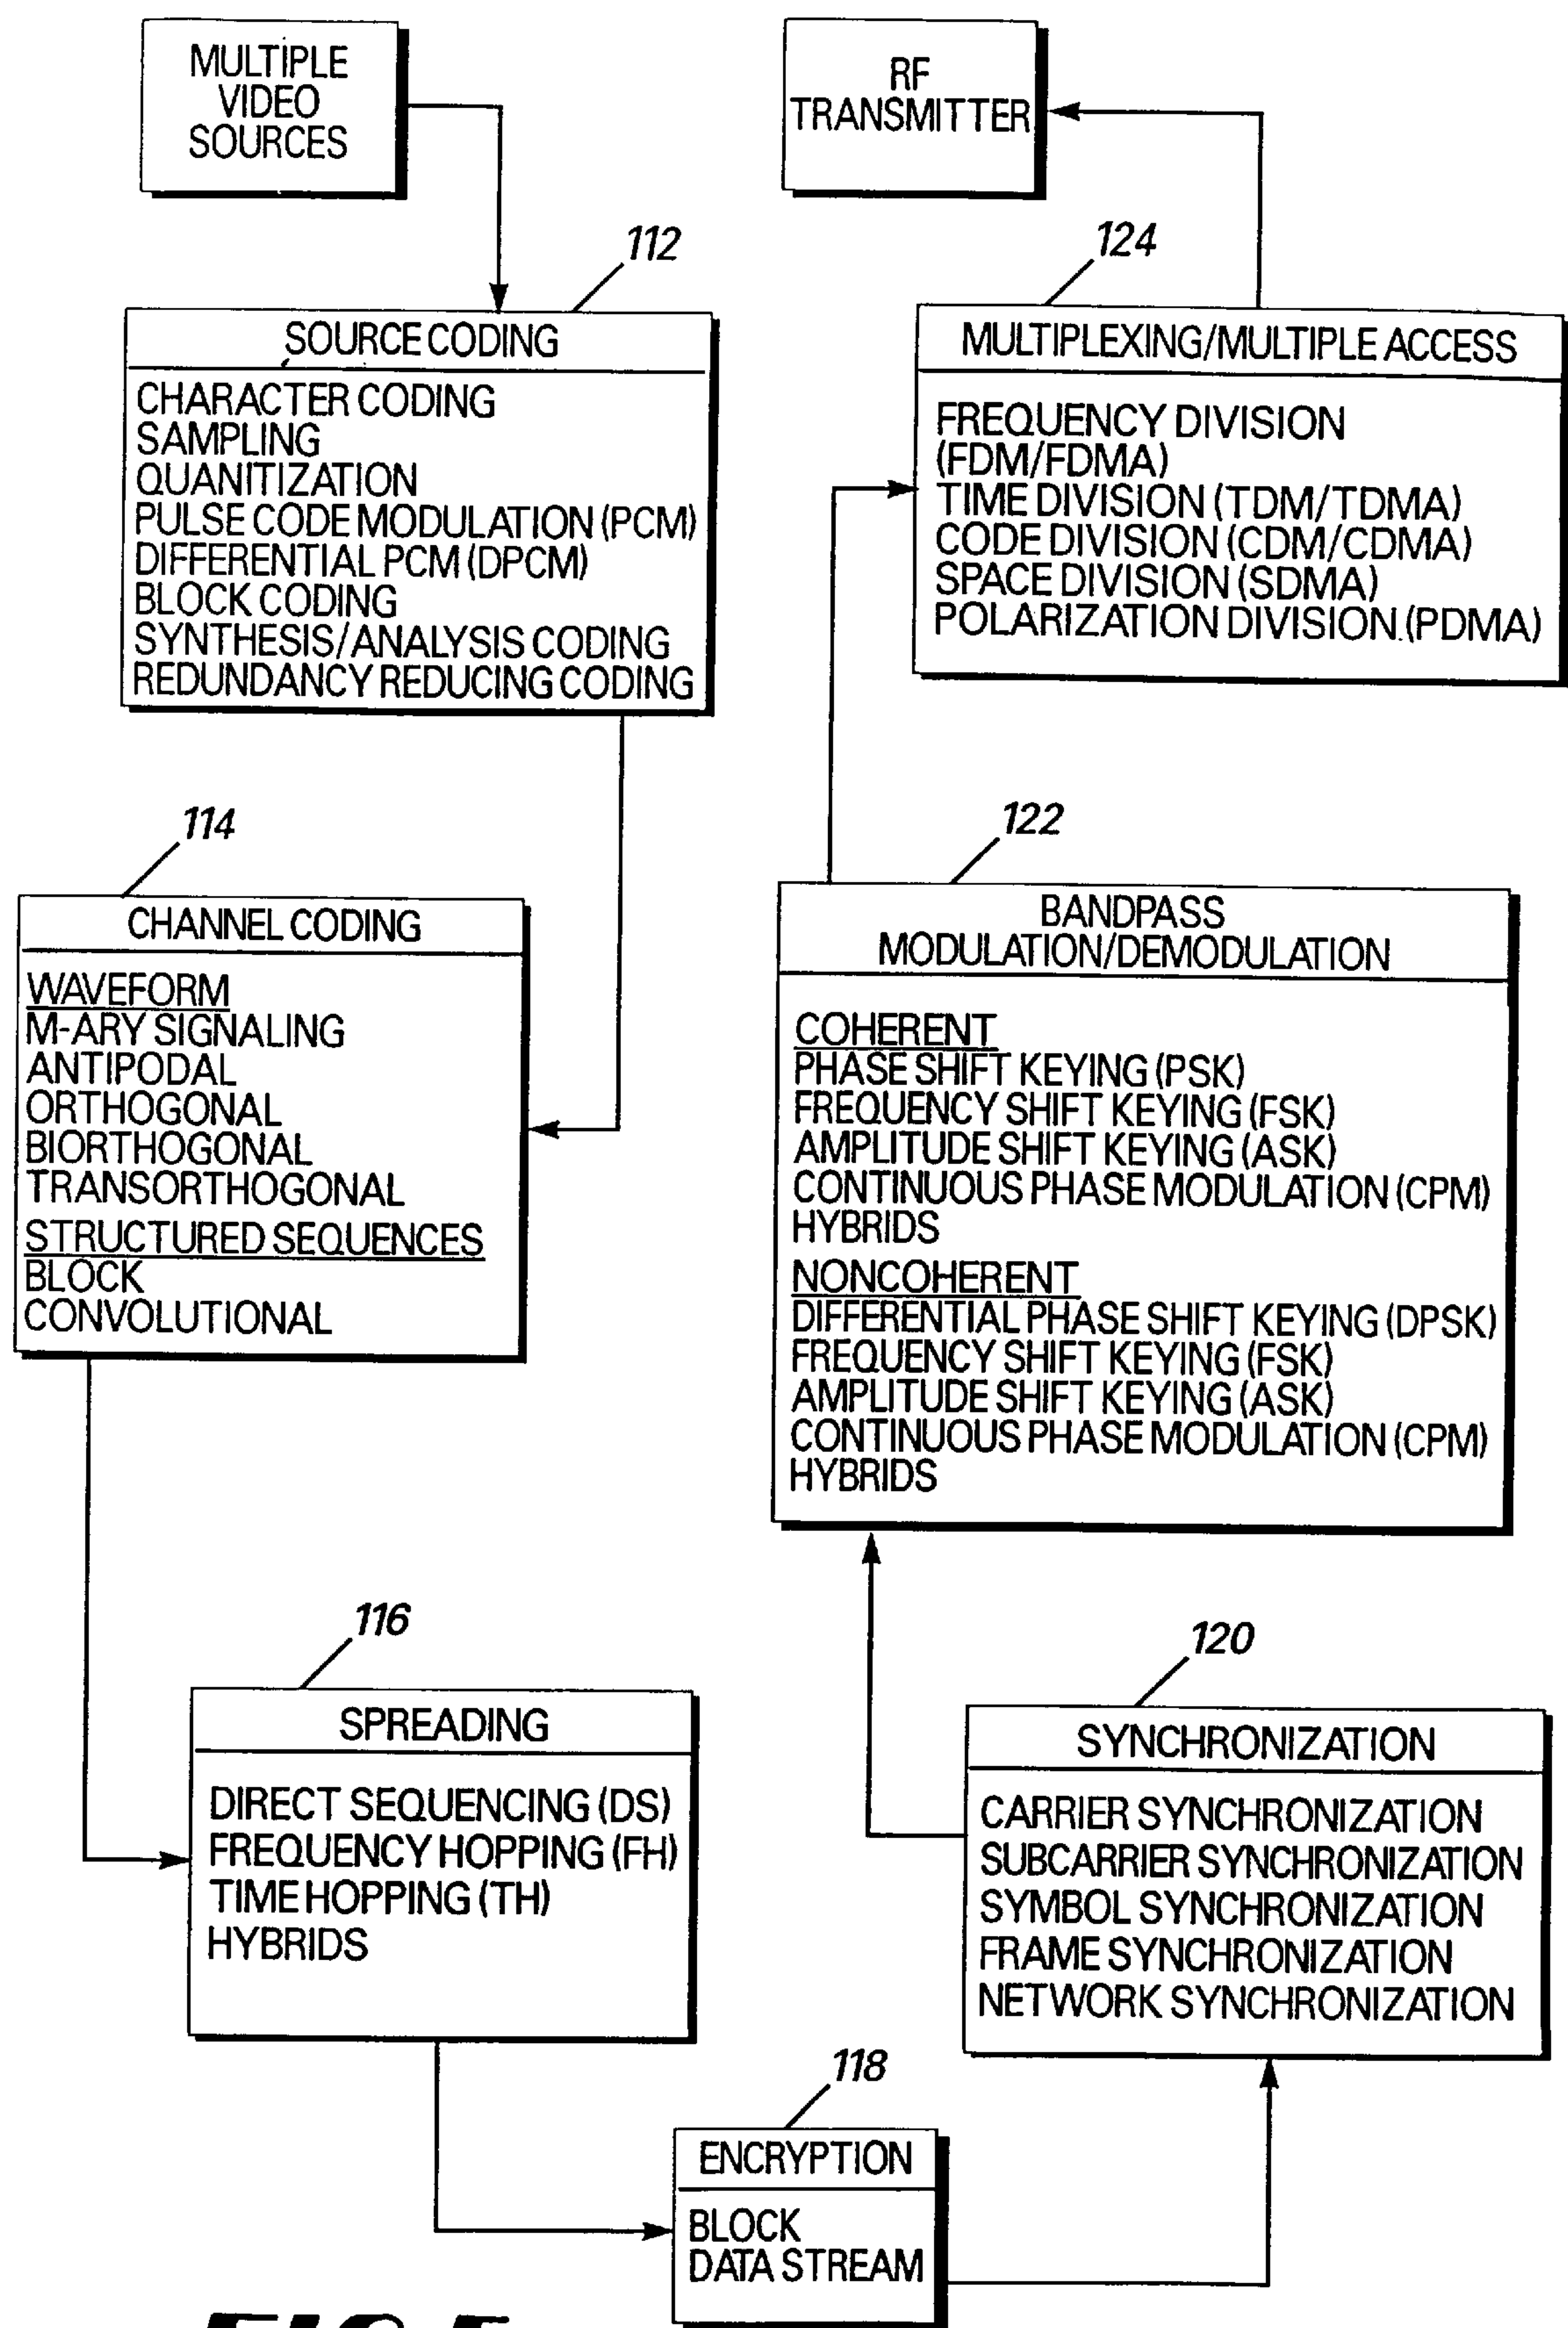 MULTIPLE
VIDEO
SOURCES
RF
TRANSMITTER
112
SOURCE CODING
CHARACTER CODING
SAMPLING
QUANITIZATION
PULSE CODE MODULATION (PCM)
DIFFERENTIAL PCM (DPCM)
BLOCK CODING
SYNTHESIS/ANALYSIS CODING
REDUNDANCY REDUCING CODING
124
MULTIPLEXING/MULTIPLE ACCESS
FREQUENCY DIVISION
(FDM/FDMA)
TIME DIVISION (TDM/TDMA)
CODE DIVISION (CDM/CDMA)
SPACE DIVISION (SDMA)
POLARIZATION DIVISION.(PDMA)
114
CHANNEL CODING
WAVEFORM
M-ARY SIGNALING
ANTIPODAL
ORTHOGONAL
BIORTHOGONAL
TRANSORTHOGONAL
STRUCTURED SEQUENCES
BLOCK
CONVOLUTIONAL
122
BANDPASS
MODULATION/DEMODULATION
COHERENT
PHASE SHIFT KEYING (PSK)
FREQUENCY SHIFT KEYING (FSK)
AMPLITUDE SHIFT KEYING (ASK)
CONTINUOUS PHASE MODULATION (CPM)
HYBRIDS
NONCOHERENT
DIFFERENTIAL PHASE SHIFT KEYING (DPSK)
FREQUENCY SHIFT KEYING (FSK)
AMPLITUDE SHIFT KEYING (ASK)
CONTINUOUS PHASE MODULATION (CPM)
HYBRIDS
116
SPREADING
DIRECT SEQUENCING (DS)
FREQUENCY HOPPING (FH)
TIME HOPPING (TH)
HYBRIDS
120
SYNCHRONIZATION
CARRIER SYNCHRONIZATION
SUBCARRIER SYNCHRONIZATION
SYMBOL SYNCHRONIZATION
FRAME SYNCHRONIZATION
NETWORK SYNCHRONIZATION
118
ENCRYPTION
BLOCK
DATA STREAM